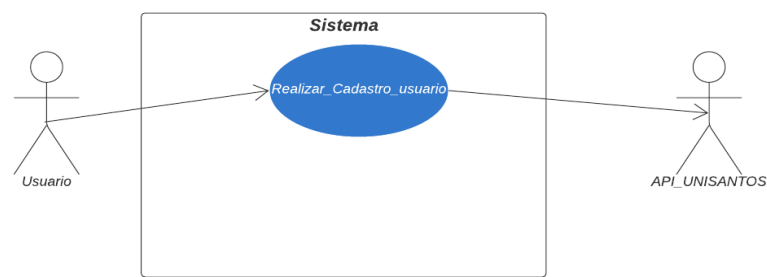 Sistema
Realizar_Cadastro_usuario
Usuario
API_UNISANTOS